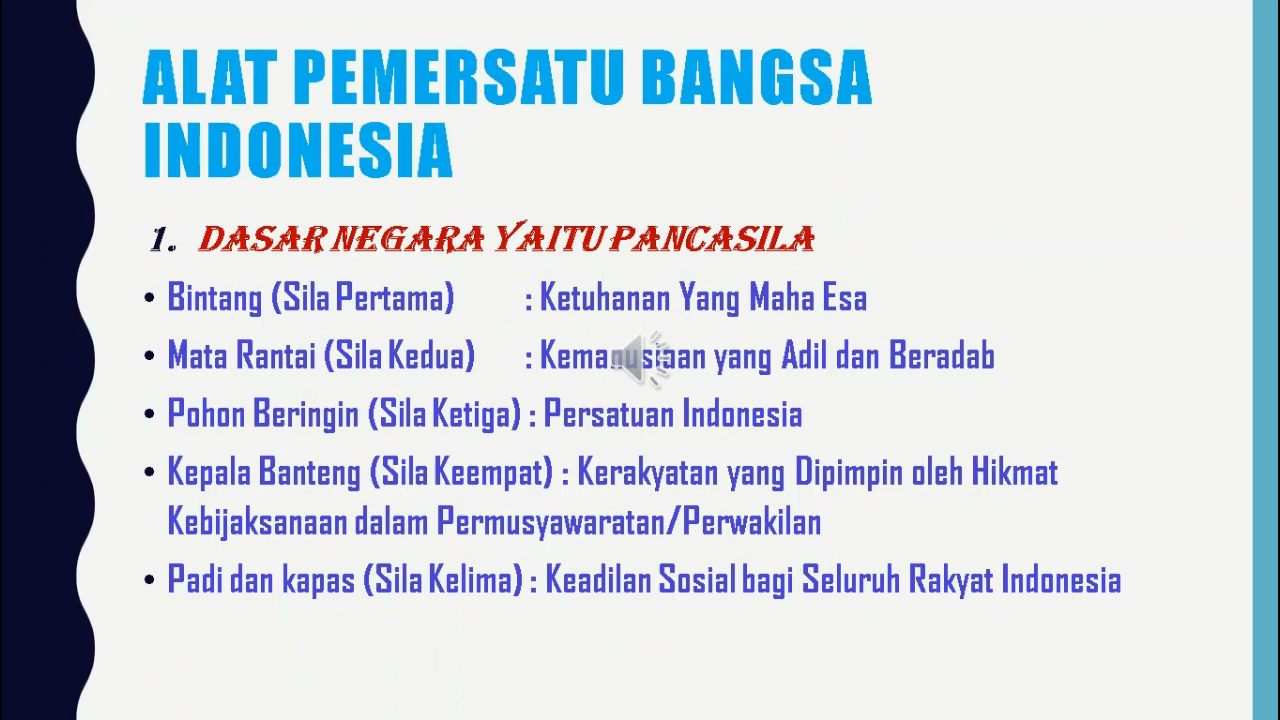 ALAT PEMERSATU BANGSA
INDONESIA
1. DASAR NEGARA YAITU PANCASILA
• Bintang (Sila Pertama) : Ketuhanan Yang Maha Esa
• Mata Rantai (Sila Kedua) : Kemanusiaan yang Adil dan Beradab
• Pohon Beringin (Sila Ketiga) : Persatuan Indonesia
• Kepala Banteng (Sila Keempat) : Kerakyatan yang Dipimpin oleh Hikmat
Kebijaksanaan dalam Permusyawaratan/Perwakilan
• Padi dan kapas (Sila Kelima) : Keadilan Sosial bagi Seluruh Rakyat Indonesia